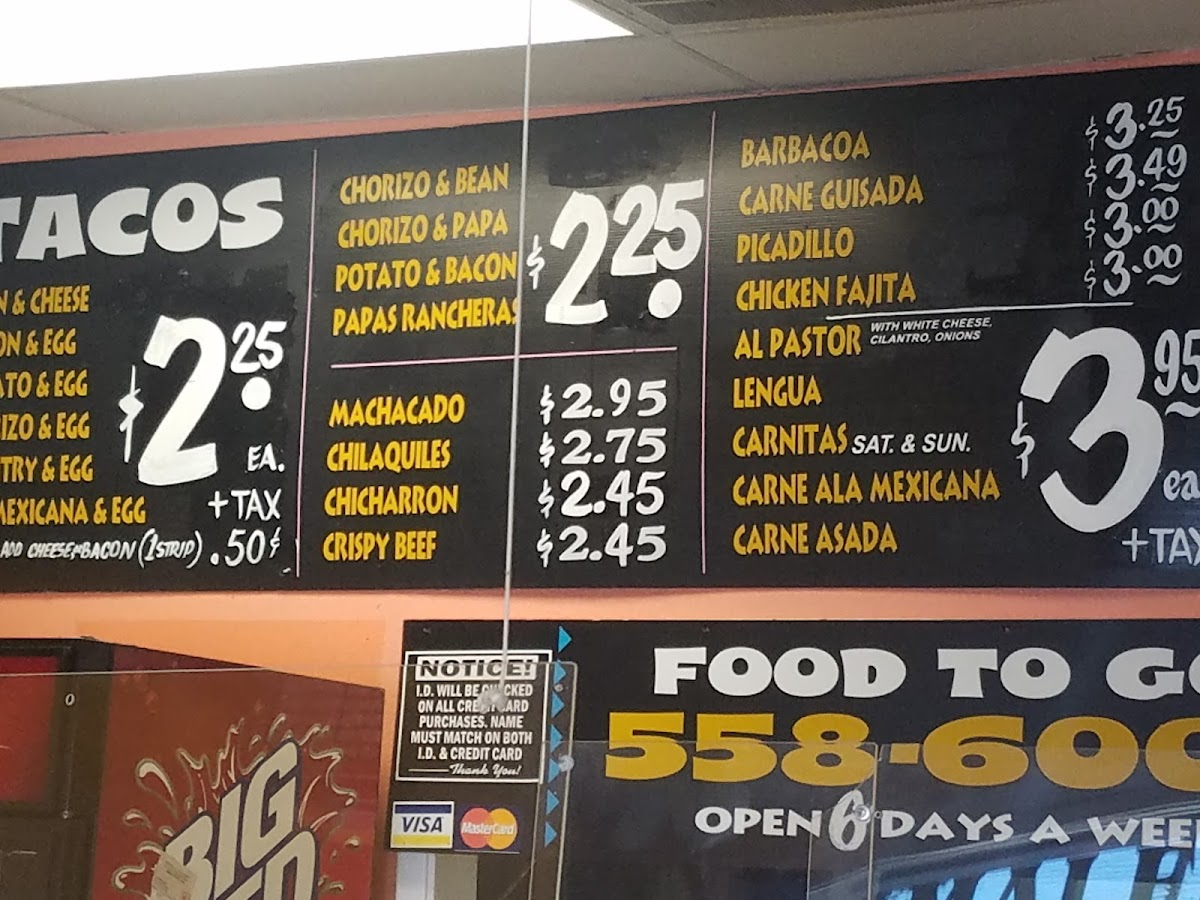 TACOS
& CHEESE
& EGG
& EGG
& EGG
& EGG
MEXICANA & EGG
$2.25
EA.
+ TAX
ADD CHEESE BACON (1 STRIP) .50¢
CHORIZO & BEAN
CHORIZO & PAPA
POTATO & BACON
PAPAS RANCHERAS
$2.25
MACHACADO $2.95
CHILAQUILES $2.75
CHICHARRON $2.45
CRISPY BEEF $2.45
BARBACOA $3.25
CARNE GUISADA $3.49
PICADILLO $3.00
CHICKEN FAJITA $3.00
AL PASTOR WITH WHITE CHEESE, CILANTRO, ONIONS
LENGUA
CARNITAS SAT. & SUN.
CARNE ALA MEXICANA
CARNE ASADA
$3.95
ea
+ TAX
NOTICE!
I.D. WILL BE CHECKED
ON ALL CREDIT CARD
PURCHASES. NAME
MUST MATCH ON BOTH
I.D. & CREDIT CARD
Thank You!
VISA
MasterCard
FOOD TO GO
558-600
OPEN 6 DAYS A WEE
BIG
RED